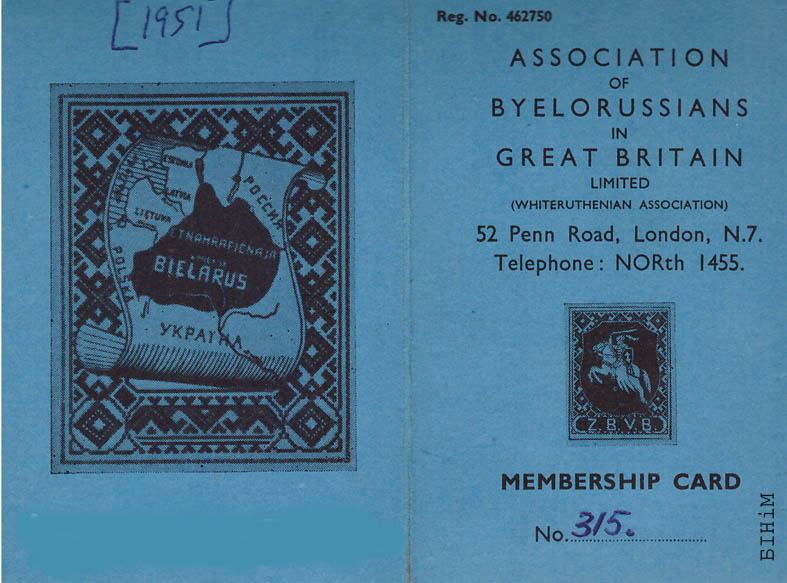 [1951]
ESTONIA
LATVIA
LIETUVA
РОССИЯ
POLSKA
ETNAHRAFIČNAJA
BIEŁARUS
УКРАЇНА
Reg. No. 462750
ASSOCIATION
OF
BYELORUSSIANS
IN
GREAT BRITAIN
LIMITED
(WHITERUTHENIAN ASSOCIATION)
52 Penn Road, London, N.7.
Telephone: NORth 1455.
Z.B.V.B.
MEMBERSHIP CARD
No. 315.
БІНіМ